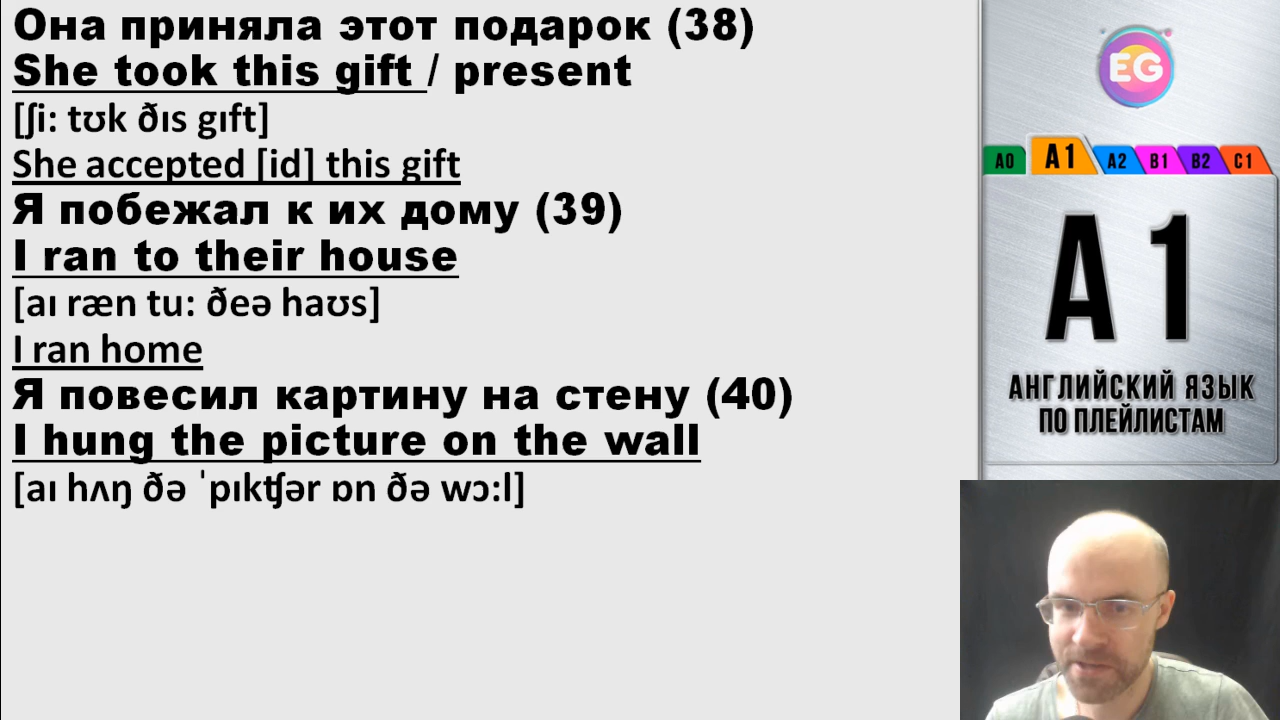 Она приняла этот подарок (38)
She took this gift / present
[ʃi: tʊk ðɪs gɪft]
She accepted [id] this gift
Я побежал к их дому (39)
I ran to their house
[aɪ ræn tu: ðeə haʊs]
I ran home
Я повесил картину на стену (40)
I hung the picture on the wall
[aɪ hʌŋ ðə ˈpɪkʧər ɒn ðə wɔ:l]
EG
A0 A1 A2 B1 B2 C1
A1
АНГЛИЙСКИЙ ЯЗЫК
ПО ПЛЕЙЛИСТАМ